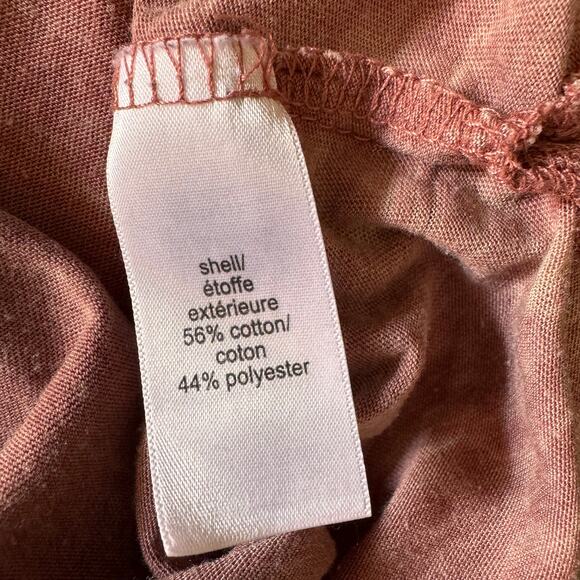 shell/
étoffe
extérieure
56% cotton/
coton
44% polyester